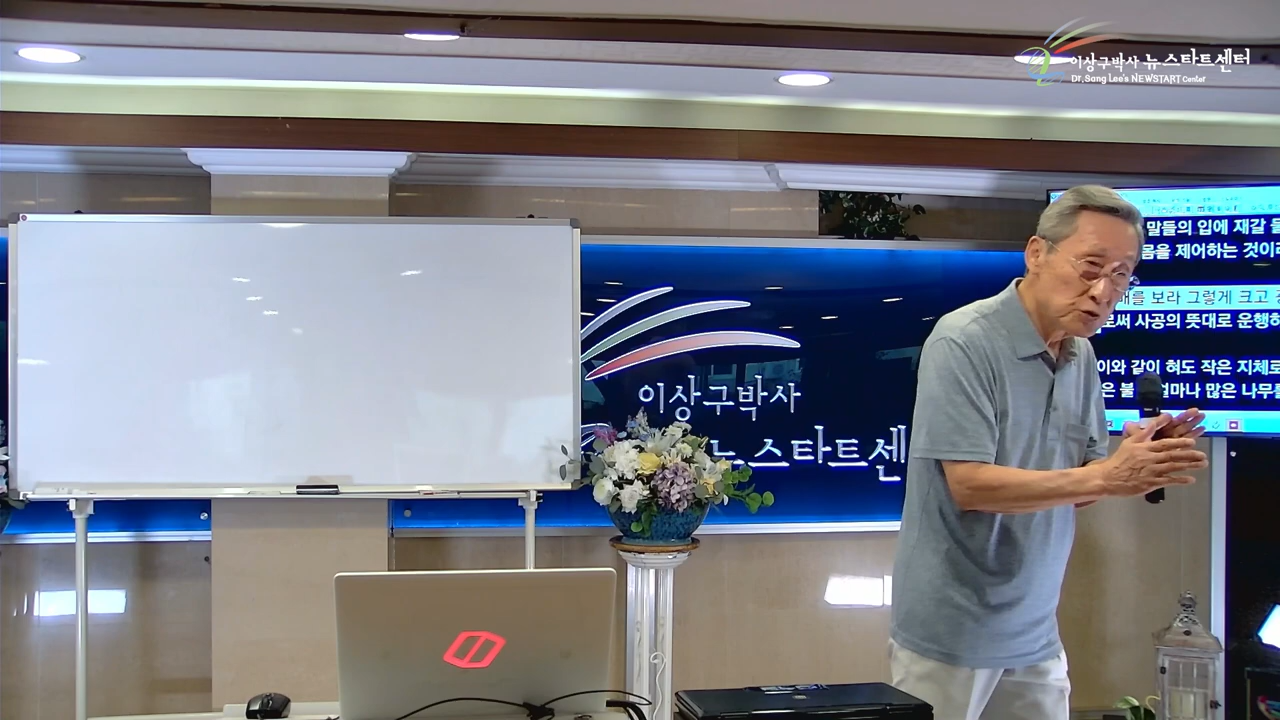 이상구박사 뉴스타트센터
Dr. Sang Lee's NEWSTART Center
말들의 입에 재갈
몸을 제어하는 것이라
배를 보라 그렇게 크고
로써 사공의 뜻대로 운행하
이와 같이 혀도 작은 지체로
은 불 얼마나 많은 나무를
이상구박사
뉴스타트센